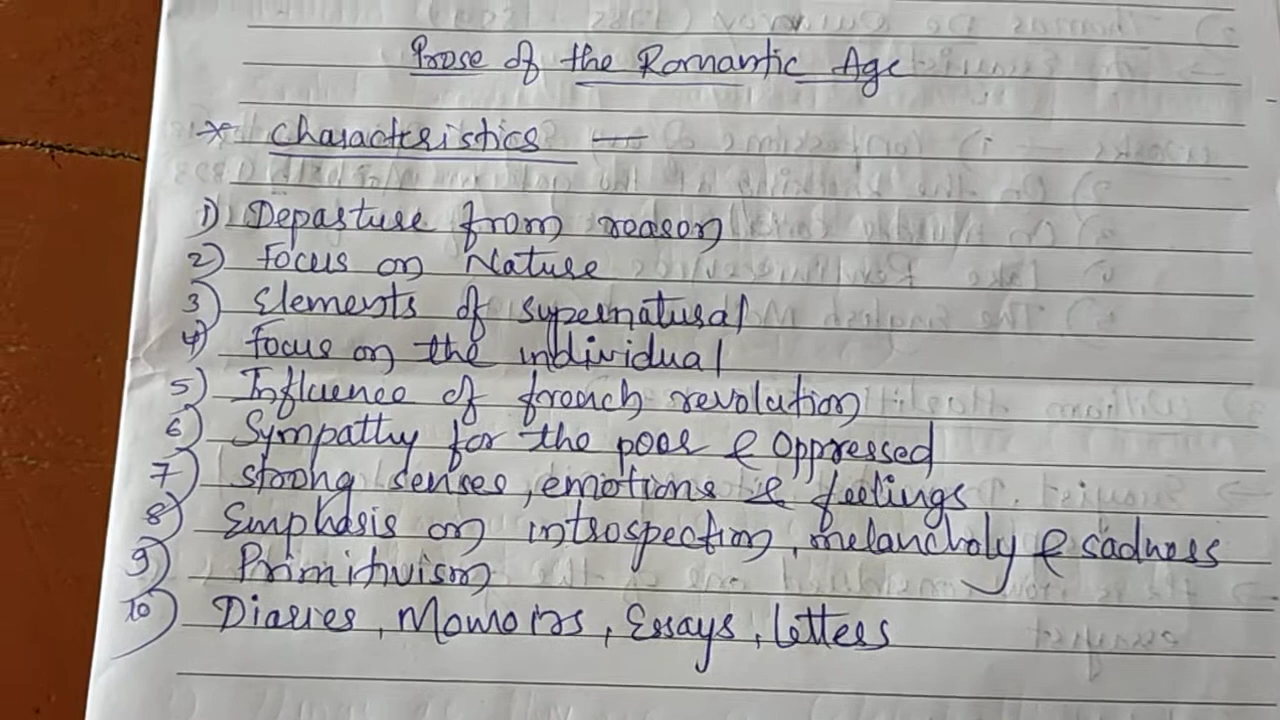 Prose of the Romantic Age
* Characteristics —
1) Departure from reason
2) Focus on Nature
3) Elements of supernatural
4) Focus on the individual
5) Influence of french revolution
6) Sympathy for the poor & Oppressed
7) strong senses, emotions & feelings
8) Emphasis on introspection, melancholy & sadness
9) Primitivism
10) Diaries, Memoirs, Essays, letters